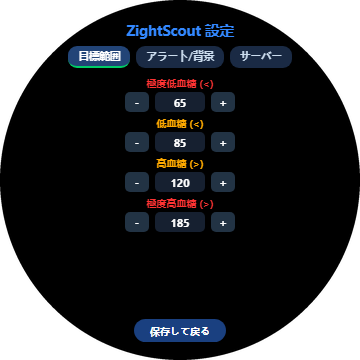 ZightScout 設定
目標範囲 アラート/背景 サーバー
極度低血糖 (<)
- 65 +
低血糖 (<)
- 85 +
高血糖 (>)
- 120 +
極度高血糖 (>)
- 185 +
保存して戻る